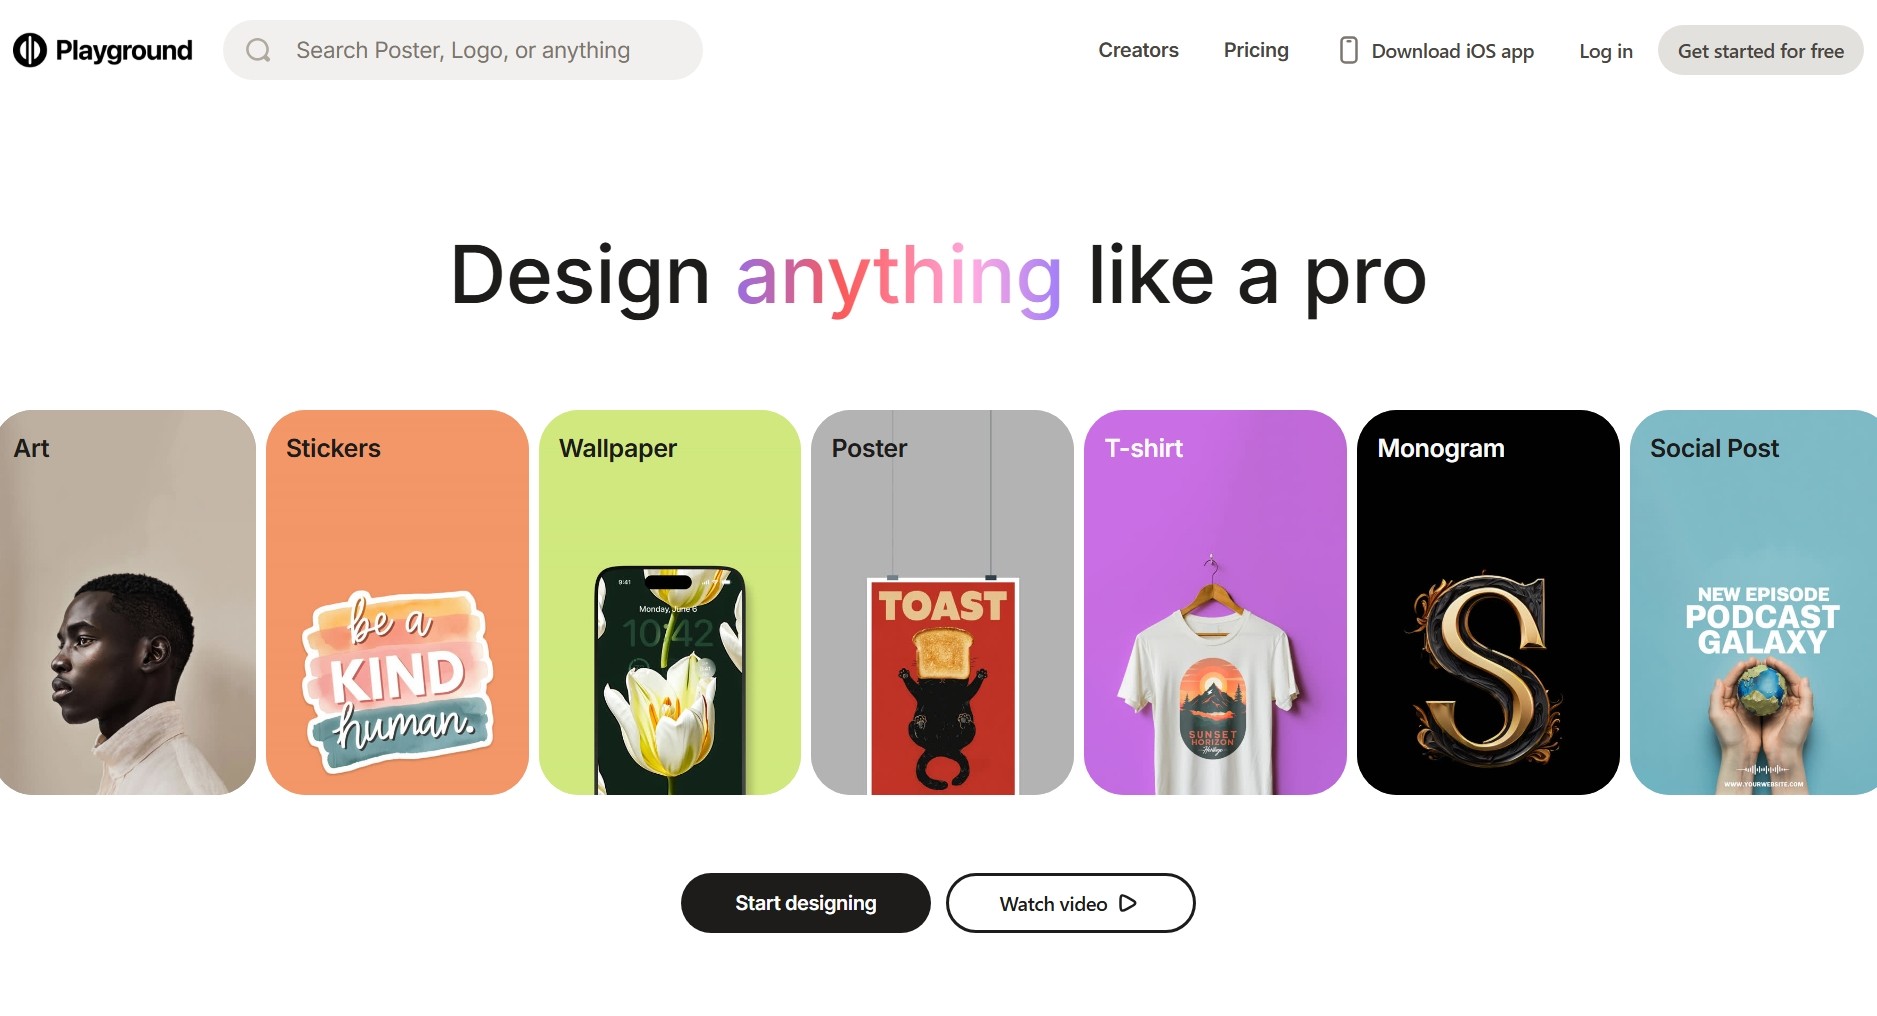 Playground
Search Poster, Logo, or anything
Creators
Pricing
Download iOS app
Log in
Get started for free
Design anything like a pro
Art
Stickers
be a
KIND
human.
Wallpaper
9:41
Monday, June 6
10:42
Poster
TOAST
T-shirt
SUNSET
HORIZON
Heritage
Monogram
S
Social Post
NEW EPISODE
PODCAST
GALAXY
WWW.YOURWEBSITE.COM
Start designing
Watch video